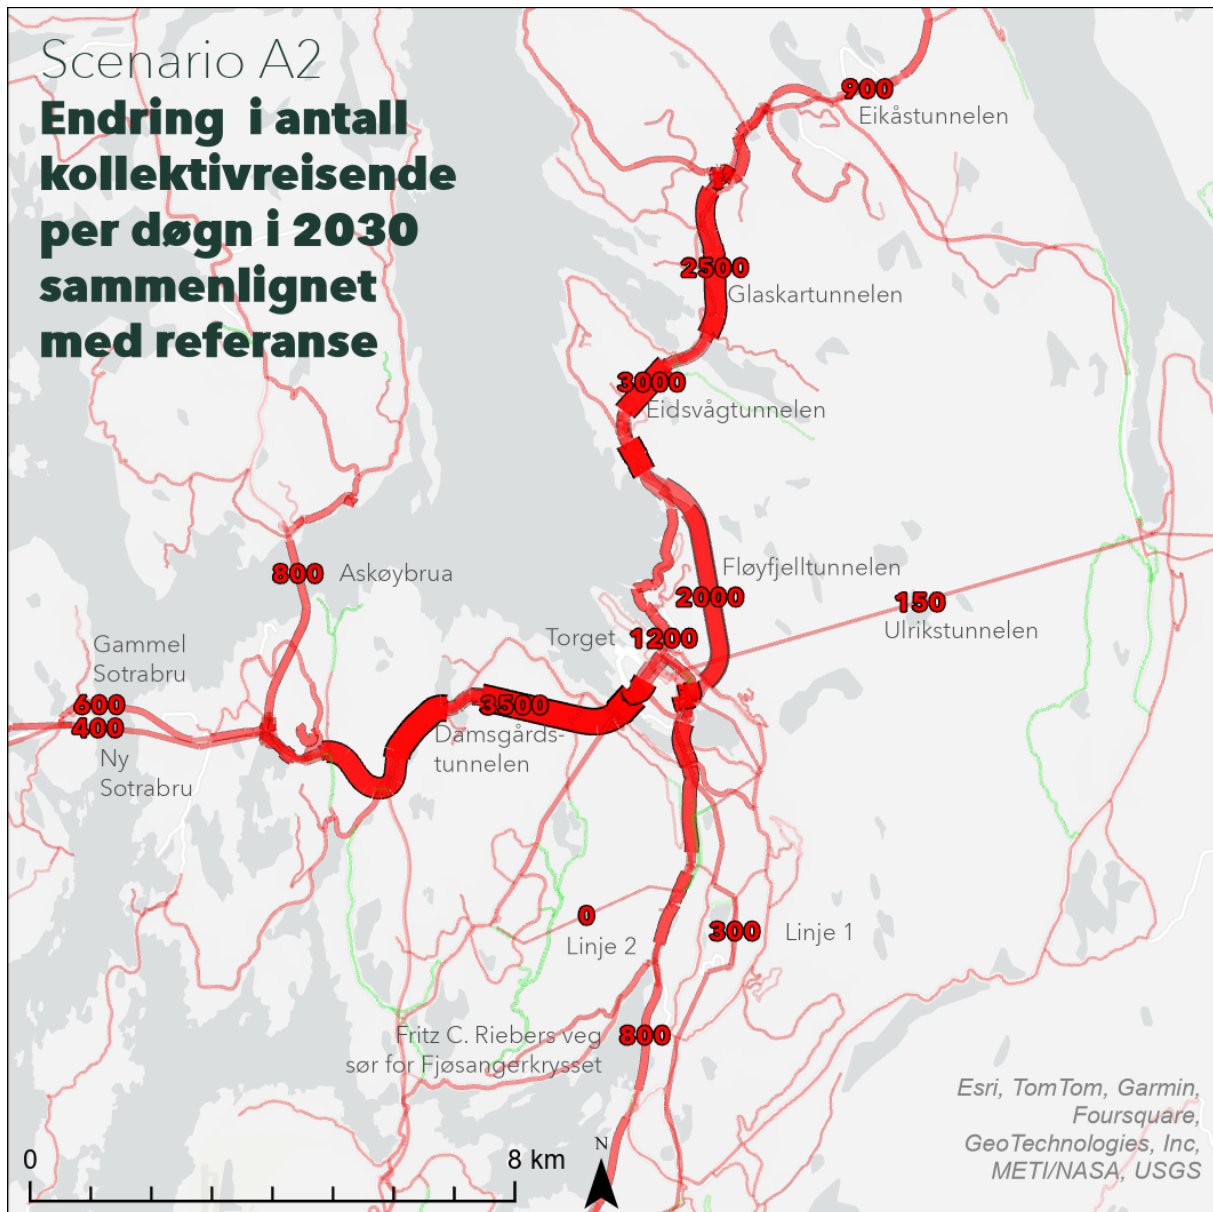 Scenario A2
Endring i antall
kollektivreisende
per døgn i 2030
sammenlignet
med referanse
900
Eikåstunnelen
2500
Glaskartunnelen
3000
Eidsvågtunnelen
800 Askøybrua
Fløyfjelltunnelen
2000
150
Ulrikstunnelen
Torget 1200
Gammel
Sotrabru
600
400
Ny
Sotrabru
3500
Damsgårds-
tunnelen
0
Linje 2
300 Linje 1
Fritz C. Riebers veg
sør for Fjøsangerkrysset
800
Esri, TomTom, Garmin,
Foursquare,
GeoTechnologies, Inc,
METI/NASA, USGS
N
0 8 km